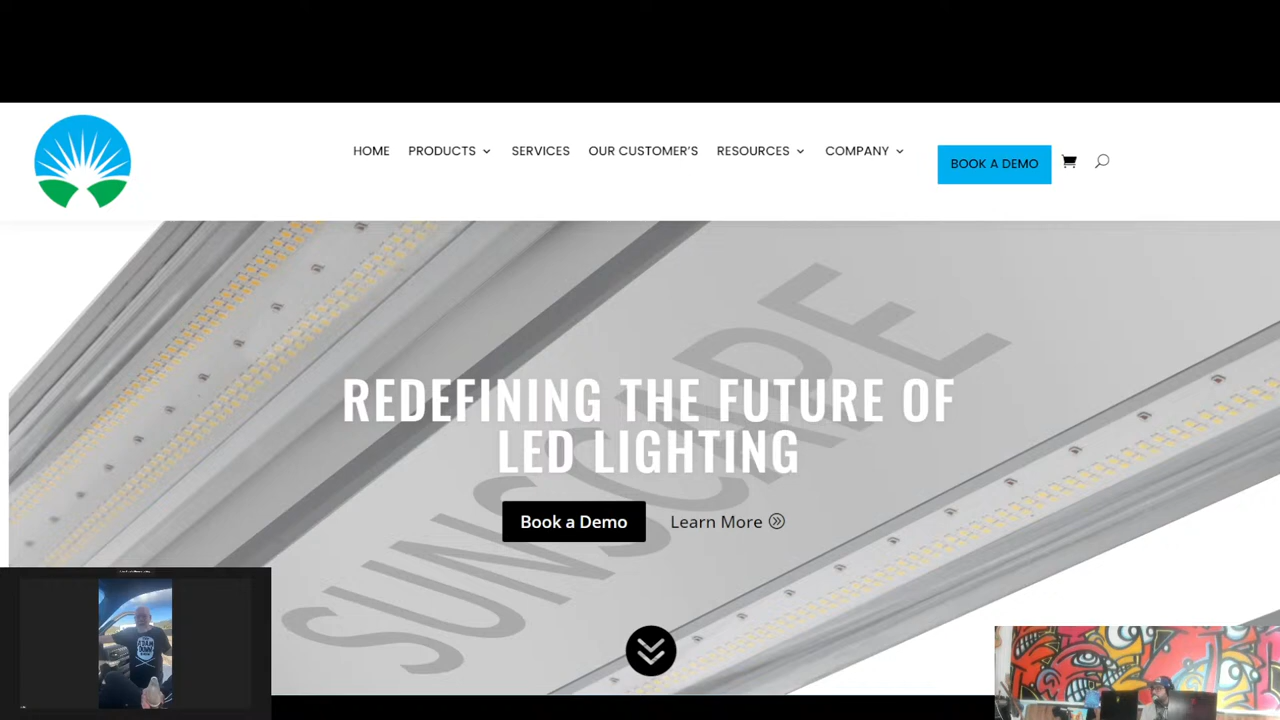 HOME PRODUCTS SERVICES OUR CUSTOMER'S RESOURCES COMPANY BOOK A DEMO
SUNSCAPE
REDEFINING THE FUTURE OF
LED LIGHTING
Book a Demo Learn More